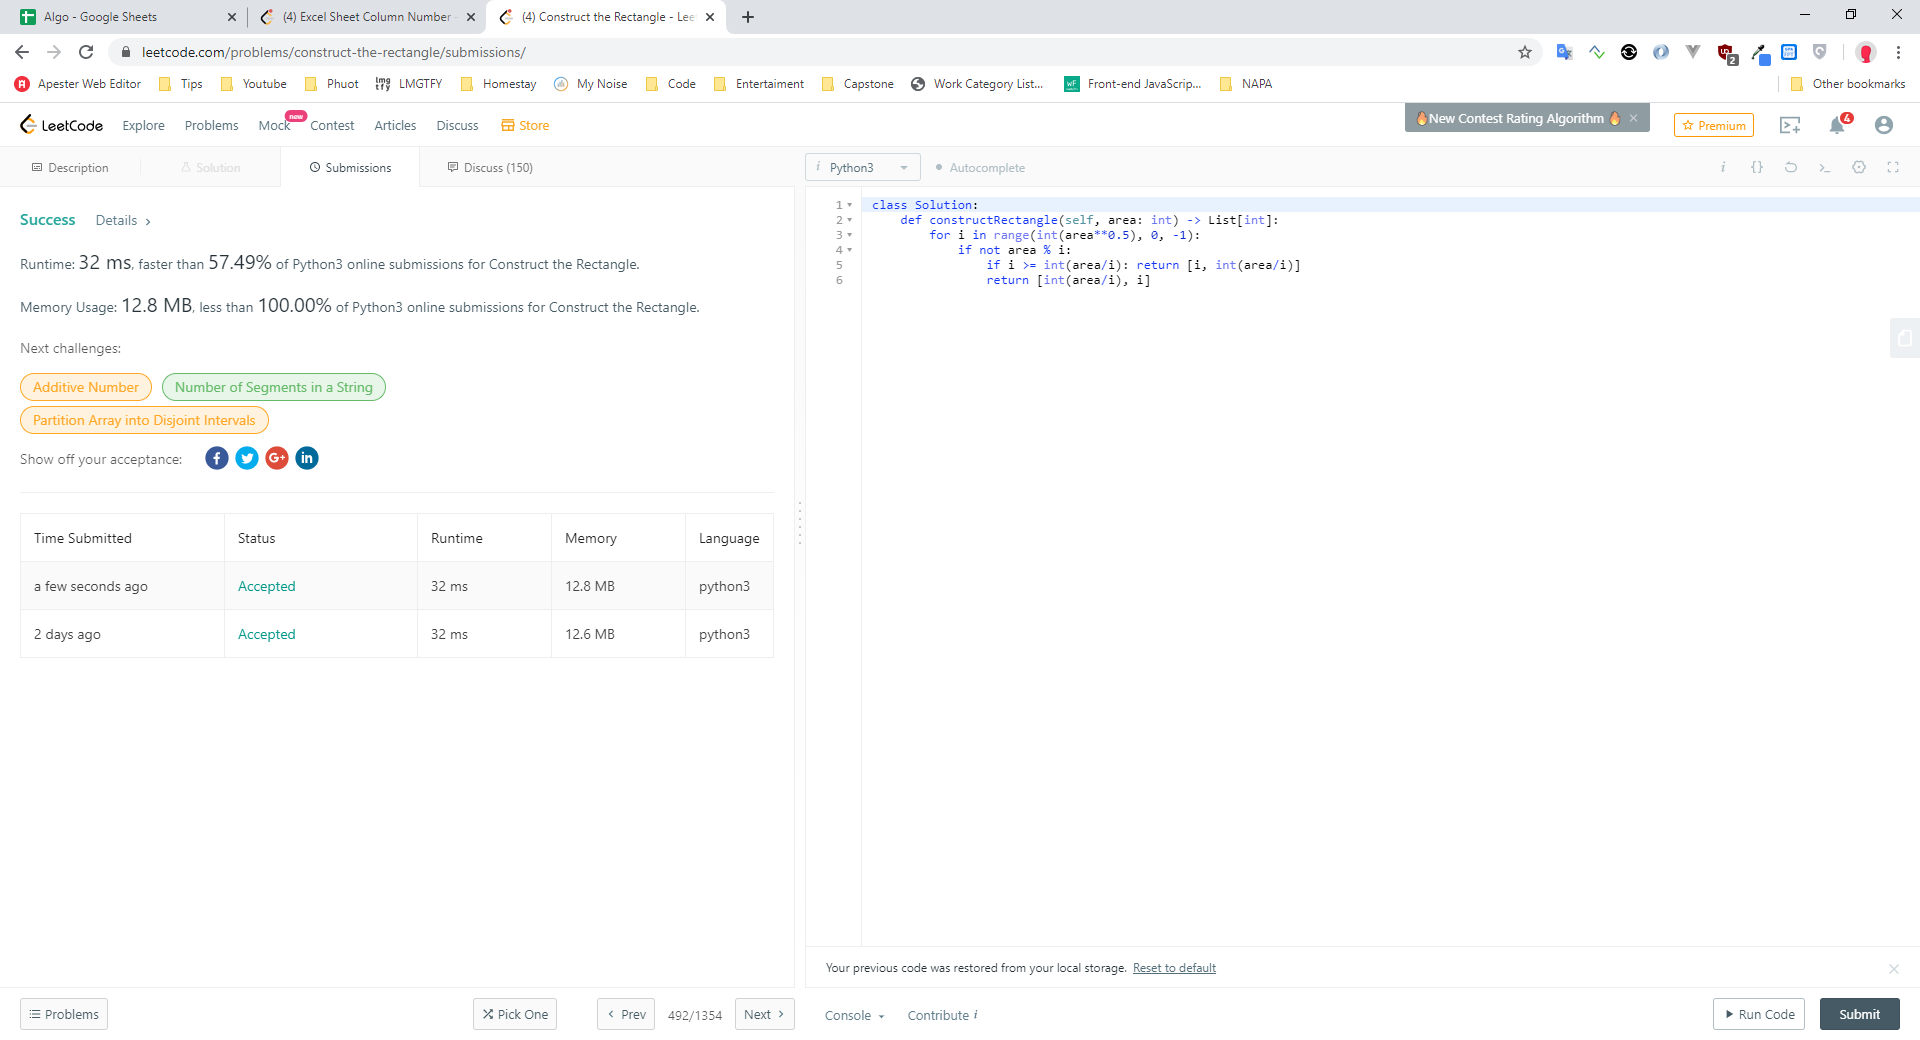 Algo - Google Sheets
(4) Excel Sheet Column Number -
(4) Construct the Rectangle - Lee
leetcode.com/problems/construct-the-rectangle/submissions/
2
Apester Web Editor
Tips
Youtube
Phuot
LMGTFY
Homestay
My Noise
Code
Entertaiment
Capstone
Work Category List...
Front-end JavaScrip...
NAPA
Other bookmarks
LeetCode
Explore
Problems
Mock
new
Contest
Articles
Discuss
Store
New Contest Rating Algorithm
Premium
4
Description
Solution
Submissions
Discuss (150)
i Python3
Autocomplete
i {} >_
Success
Details >
Runtime: 32 ms, faster than 57.49% of Python3 online submissions for Construct the Rectangle.
Memory Usage: 12.8 MB, less than 100.00% of Python3 online submissions for Construct the Rectangle.
Next challenges:
Additive Number
Number of Segments in a String
Partition Array into Disjoint Intervals
Show off your acceptance:
f G+ in
Time Submitted Status Runtime Memory Language
a few seconds ago Accepted 32 ms 12.8 MB python3
2 days ago Accepted 32 ms 12.6 MB python3
1 class Solution:
2 def constructRectangle(self, area: int) -> List[int]:
3 for i in range(int(area**0.5), 0, -1):
4 if not area % i:
5 if i >= int(area/i): return [i, int(area/i)]
6 return [int(area/i), i]
Your previous code was restored from your local storage. Reset to default
Problems
Pick One
< Prev
492/1354
Next >
Console
Contribute i
Run Code
Submit